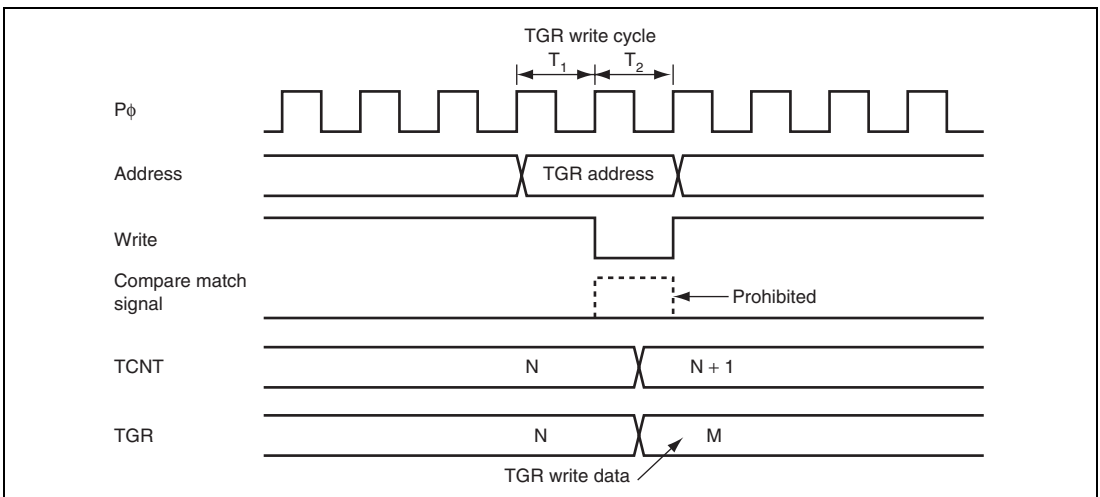 TGR write cycle
T1 T2
Pϕ
Address TGR address
Write
Compare match
signal
Prohibited
TCNT N N + 1
TGR N M
TGR write data